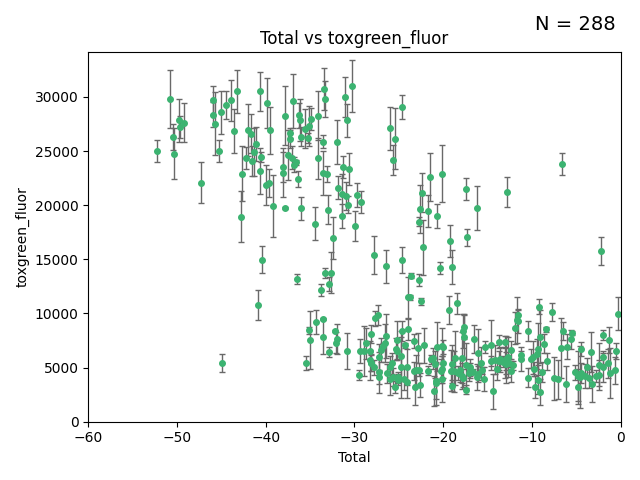 N = 288
Total vs toxgreen_fluor
30000
25000
20000
15000
10000
5000
0
toxgreen_fluor
−60 −50 −40 −30 −20 −10 0
Total